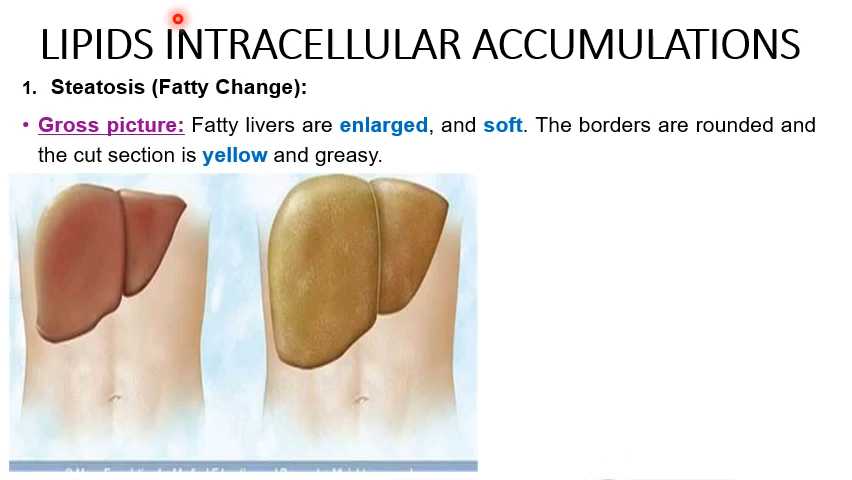 LIPIDS INTRACELLULAR ACCUMULATIONS
1. Steatosis (Fatty Change):
• Gross picture: Fatty livers are enlarged, and soft. The borders are rounded and
the cut section is yellow and greasy.